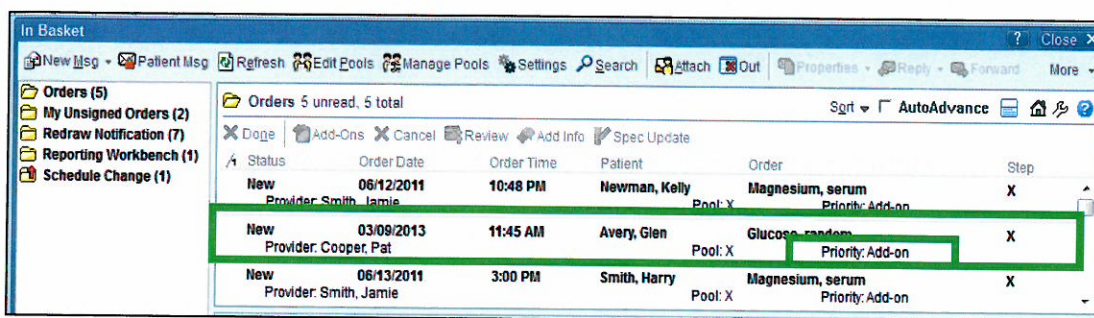 In Basket
? Close X
New Msg Patient Msg Refresh Edit Pools Manage Pools Settings Search Attach Out Properties Reply Forward More
Orders (5)
My Unsigned Orders (2)
Redraw Notification (7)
Reporting Workbench (1)
Schedule Change (1)
Orders 5 unread, 5 total Sort AutoAdvance
Done Add-Ons Cancel Review Add Info Spec Update
Status Order Date Order Time Patient Order Step
New 06/12/2011 10:48 PM Newman, Kelly Magnesium, serum X
Provider: Smith, Jamie Pool: X Priority: Add-on
New 03/09/2013 11:45 AM Avery, Glen Glucose, random X
Provider: Cooper, Pat Pool: X Priority: Add-on
New 06/13/2011 3:00 PM Smith, Harry Magnesium, serum X
Provider: Smith, Jamie Pool: X Priority: Add-on